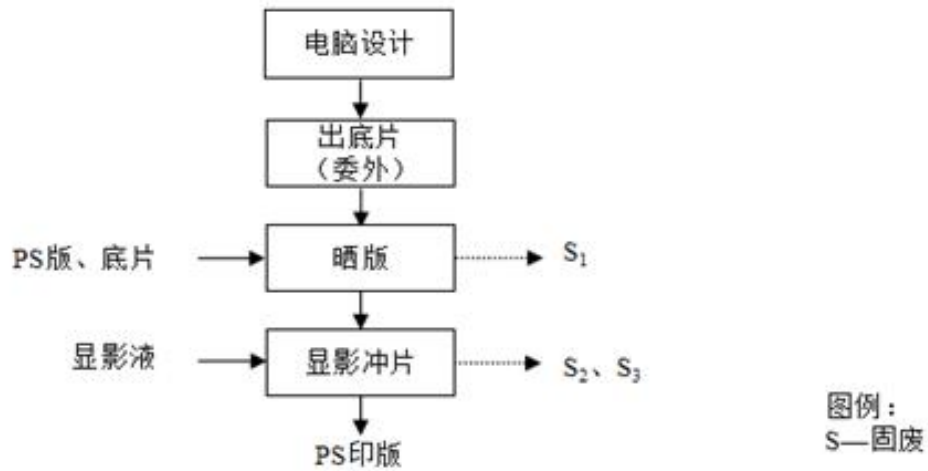 电脑设计
出底片
（委外）
PS版、底片
晒版
S₁
显影液
显影冲片
S₂、S₃
PS印版
图例：
S—固废